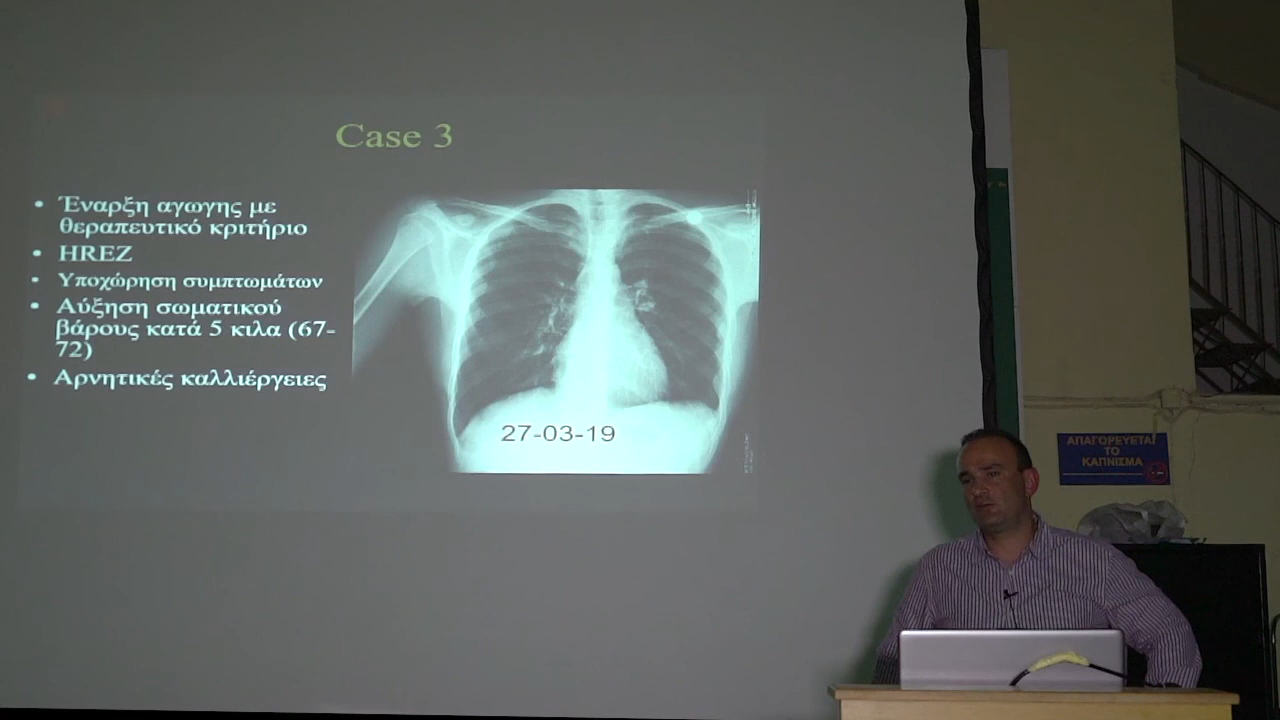 Case 3
• Έναρξη αγωγης με
θεραπευτικό κριτήριο
• HREZ
• Υποχώρηση συμπτωμάτων
• Αύξηση σωματικού
βάρους κατά 5 κιλα (67-
72)
• Αρνητικές καλλιέργειες
27-03-19
ΑΠΑΓΟΡΕΥΕΤΑΙ
ΤΟ
ΚΑΠΝΙΣΜΑ